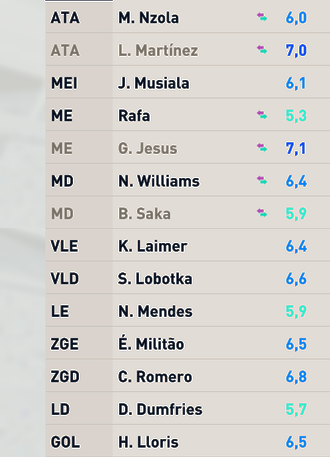 ATA M. Nzola 6,0
ATA L. Martínez 7,0
MEI J. Musiala 6,1
ME Rafa 5,3
ME G. Jesus 7,1
MD N. Williams 6,4
MD B. Saka 5,9
VLE K. Laimer 6,4
VLD S. Lobotka 6,6
LE N. Mendes 5,9
ZGE É. Militão 6,5
ZGD C. Romero 6,8
LD D. Dumfries 5,7
GOL H. Lloris 6,5